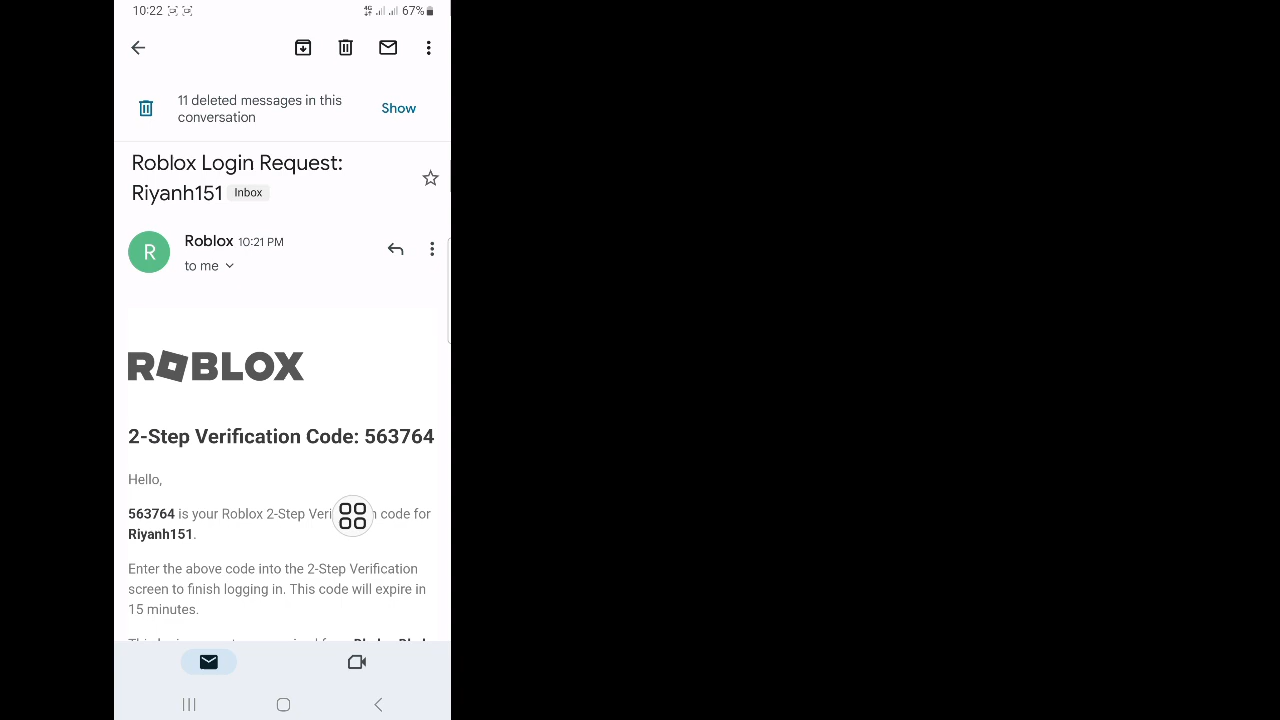 10:22 67%
11 deleted messages in this
conversation
Show
Roblox Login Request:
Riyanh151 Inbox
R
Roblox 10:21 PM
to me
ROBLOX
2-Step Verification Code: 563764
Hello,
563764 is your Roblox 2-Step code for
Riyanh151.
Enter the above code into the 2-Step Verification
screen to finish logging in. This code will expire in
15 minutes.